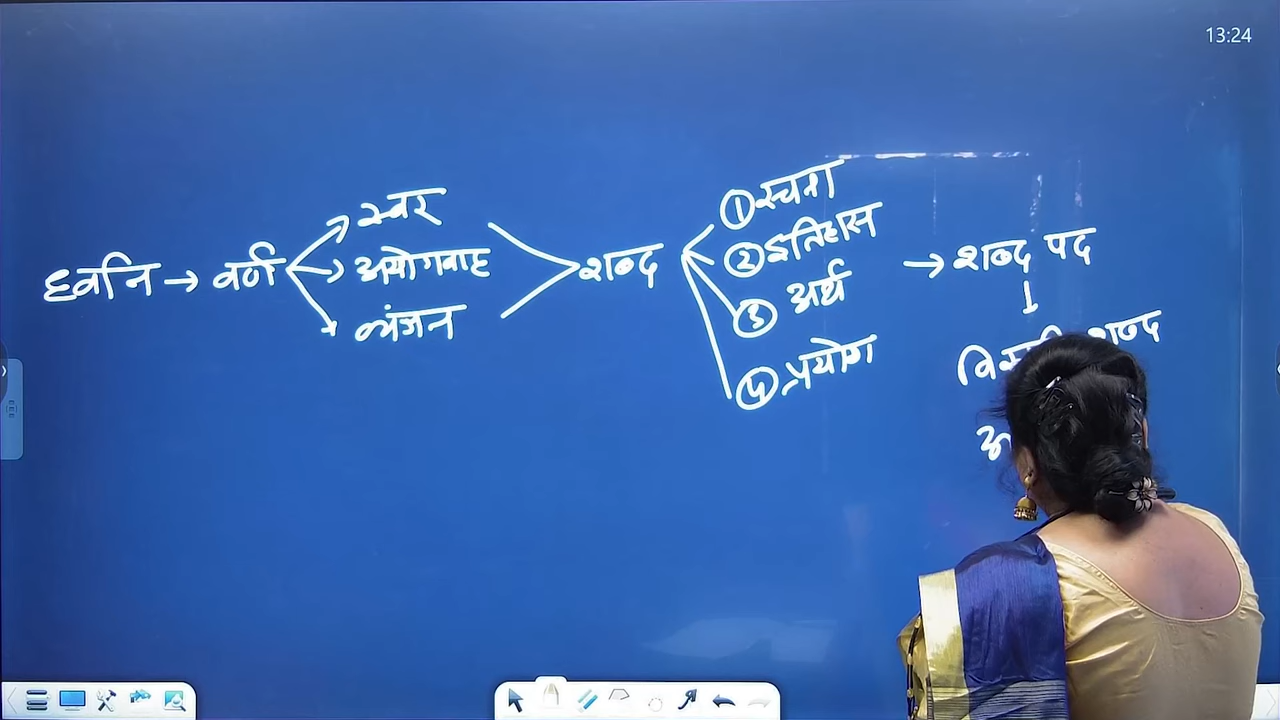 13:24
ध्वनि → वर्ण
स्वर
अयोगवाह
व्यंजन
शब्द
① रचना
② इतिहास
③ अर्थ
④ प्रयोग
→ शब्द पद
↓
शब्द